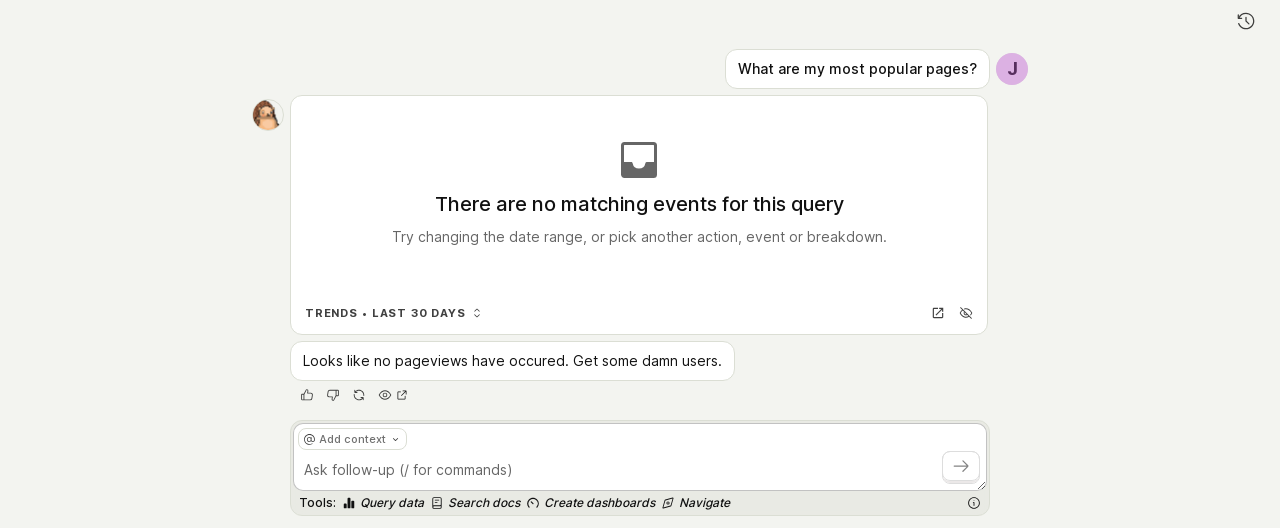 What are my most popular pages?
J
There are no matching events for this query
Try changing the date range, or pick another action, event or breakdown.
TRENDS • LAST 30 DAYS
Looks like no pageviews have occured. Get some damn users.
@ Add context
Ask follow-up (/ for commands)
Tools: Query data Search docs Create dashboards Navigate